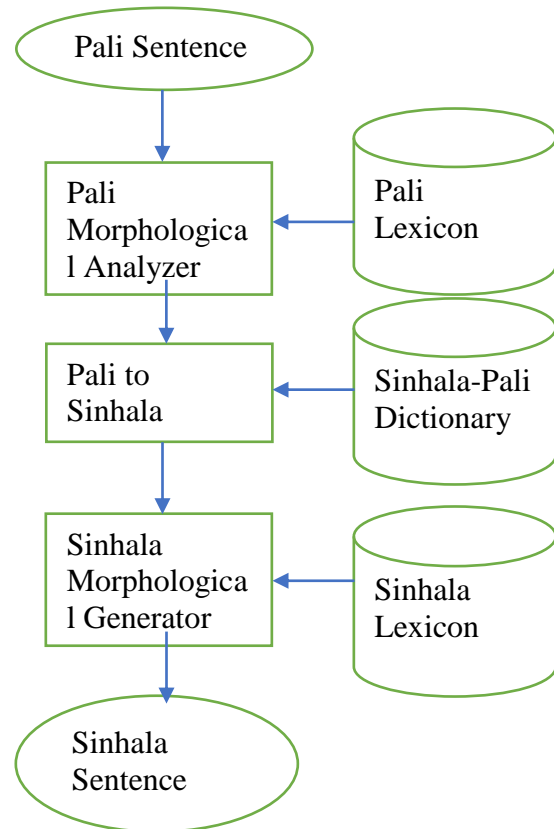 Pali Sentence
Pali
Morphologica
l Analyzer
Pali
Lexicon
Pali to
Sinhala
Sinhala-Pali
Dictionary
Sinhala
Morphologica
l Generator
Sinhala
Lexicon
Sinhala
Sentence